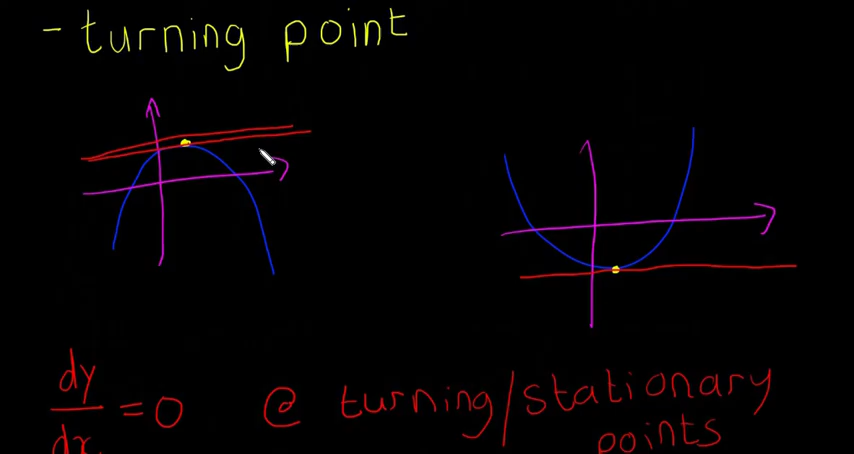 - turning point
dy/dx = 0 @ turning/stationary
points